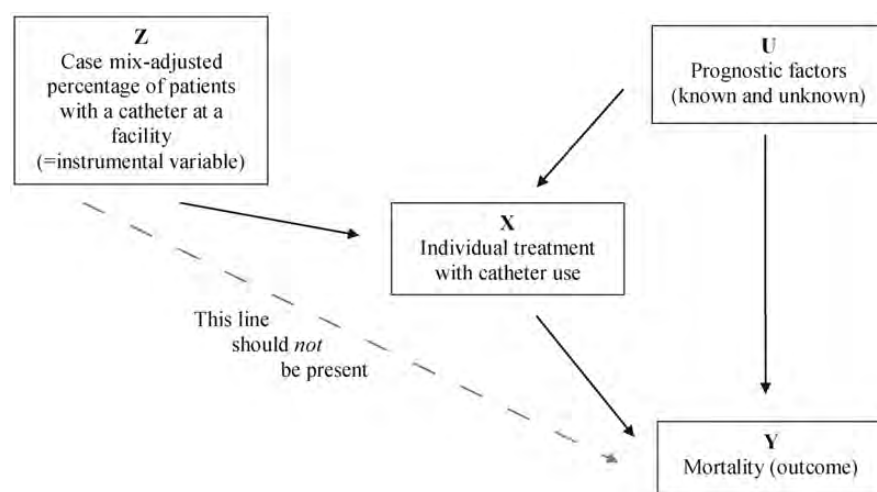 Z
Case mix-adjusted
percentage of patients
with a catheter at a
facility
(=instrumental variable)
U
Prognostic factors
(known and unknown)
X
Individual treatment
with catheter use
This line
should not
be present
Y
Mortality (outcome)